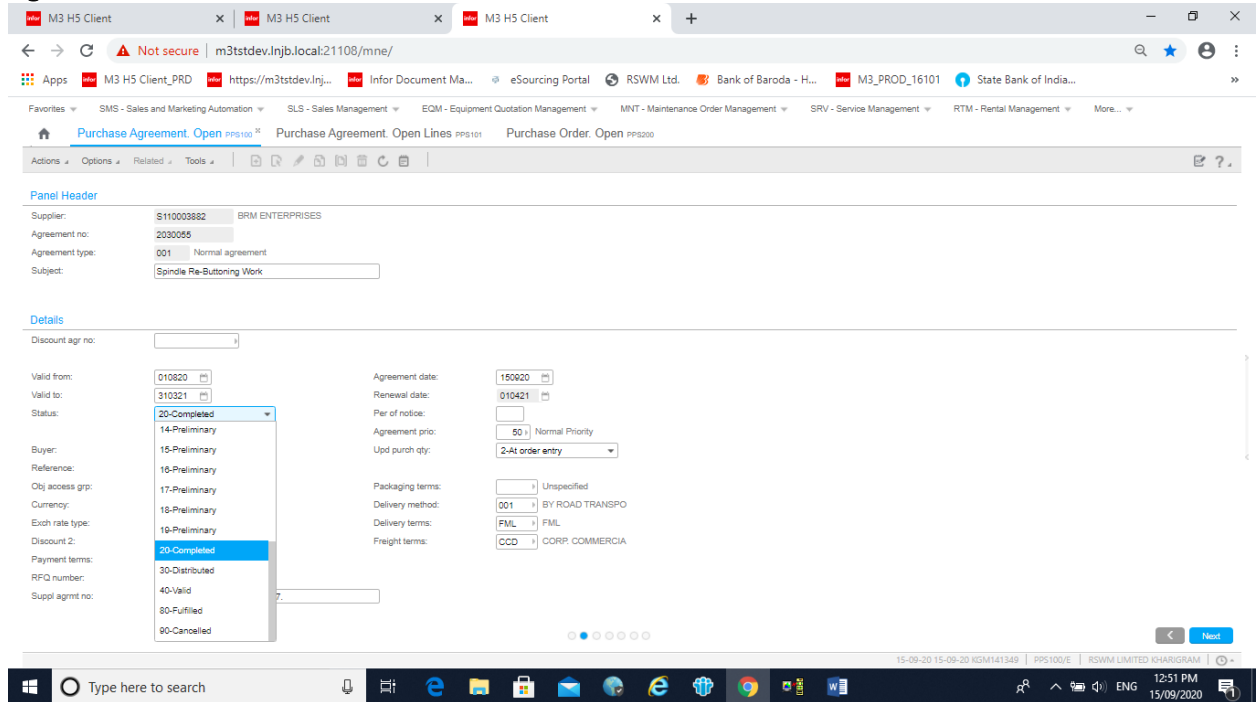 M3 H5 Client
M3 H5 Client
M3 H5 Client
Not secure | m3tstdev.lnjb.local:21108/mne/
Apps M3 H5 Client_PRD https://m3tstdev.lnj... Infor Document Ma... eSourcing Portal RSWM Ltd. Bank of Baroda - H... M3_PROD_16101 State Bank of India... »
Favorites SMS - Sales and Marketing Automation SLS - Sales Management EQM - Equipment Quotation Management MNT - Maintenance Order Management SRV - Service Management RTM - Rental Management More...
Purchase Agreement. Open PPS100 Purchase Agreement. Open Lines PPS101 Purchase Order. Open PPS200
Actions Options Related Tools
Panel Header
Supplier: S110003882 BRM ENTERPRISES
Agreement no: 2030055
Agreement type: 001 Normal agreement
Subject: Spindle Re-Buttoning Work
Details
Discount agr no:
Valid from: 010820 Agreement date: 150920
Valid to: 310321 Renewal date: 010421
Status: 20-Completed Per of notice:
14-Preliminary Agreement prio: 50 Normal Priority
Buyer: 15-Preliminary Upd purch qty: 2-At order entry
Reference: 16-Preliminary
Obj access grp: 17-Preliminary Packaging terms: Unspecified
Currency: 18-Preliminary Delivery method: 001 BY ROAD TRANSPO
Exch rate type: 19-Preliminary Delivery terms: FML FML
Discount 2: 20-Completed Freight terms: CCD CORP. COMMERCIA
Payment terms:
RFQ number: 30-Distributed
Suppl agrmt no: 40-Valid 7.
80-Fulfilled
90-Cancelled
Next
15-09-20 15-09-20 KGM141349 | PPS100/E | RSWM LIMITED KHARIGRAM
Type here to search
ENG
12:51 PM
15/09/2020
1